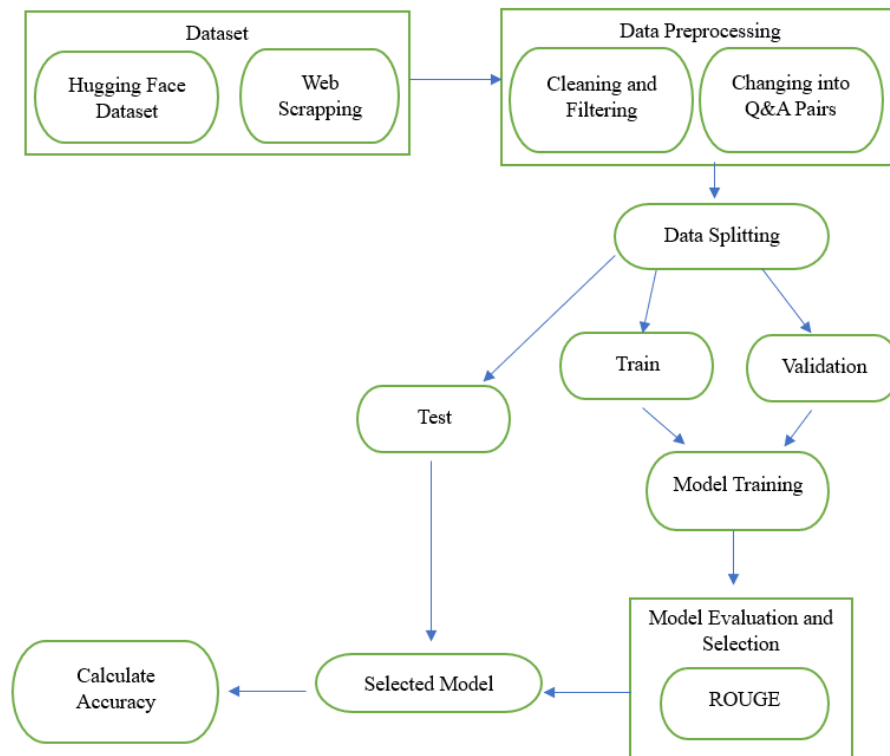 Dataset
Hugging Face
Dataset
Web
Scrapping
Data Preprocessing
Cleaning and
Filtering
Changing into
Q&A Pairs
Data Splitting
Train
Validation
Test
Model Training
Model Evaluation and
Selection
ROUGE
Selected Model
Calculate
Accuracy